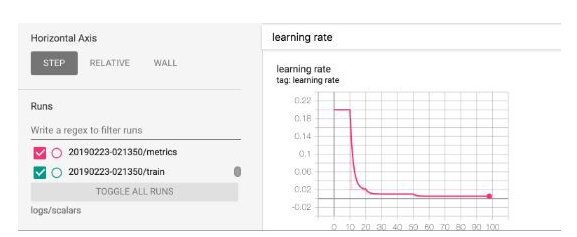 Horizontal Axis
STEP RELATIVE WALL
Runs
Write a regex to filter runs
20190223-021350/metrics
20190223-021350/train
TOGGLE ALL RUNS
logs/scalars
learning rate
learning rate
tag: learning rate
0.22
0.18
0.14
0.1
0.06
0.02
-0.02
0 10 20 30 40 50 60 70 80 90 100